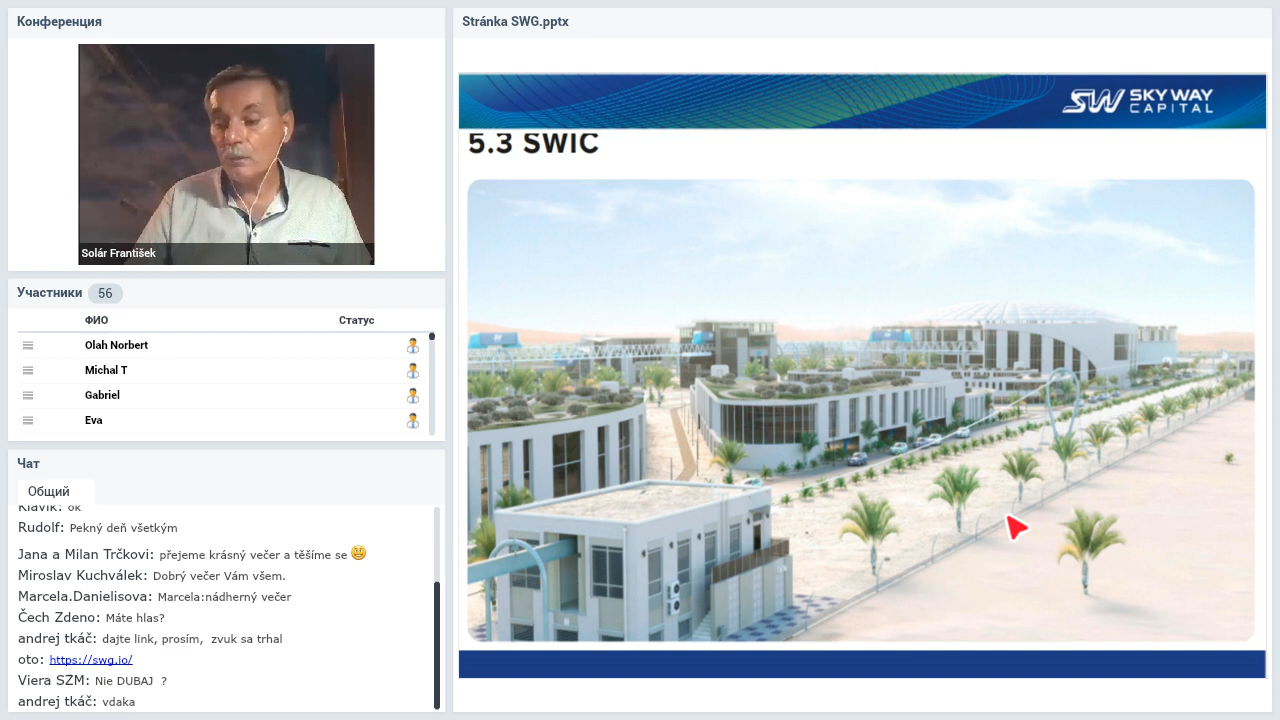 Конференция
Solár František
Участники 56
ФИО Статус
Olah Norbert
Michal T
Gabriel
Eva
Чат
Общий
Klavik: ok
Rudolf: Pekný deň všetkým
Jana a Milan Trčkovi: přejeme krásný večer a těšíme se
Miroslav Kuchválek: Dobrý večer Vám všem.
Marcela.Danielisova: Marcela:nádherný večer
Čech Zdeno: Máte hlas?
andrej tkáč: dajte link, prosím, zvuk sa trhal
oto: https://swg.io/
Viera SZM: Nie DUBAJ ?
andrej tkáč: vdaka
Stránka SWG.pptx
SW SKY WAY
CAPITAL
5.3 SWIC